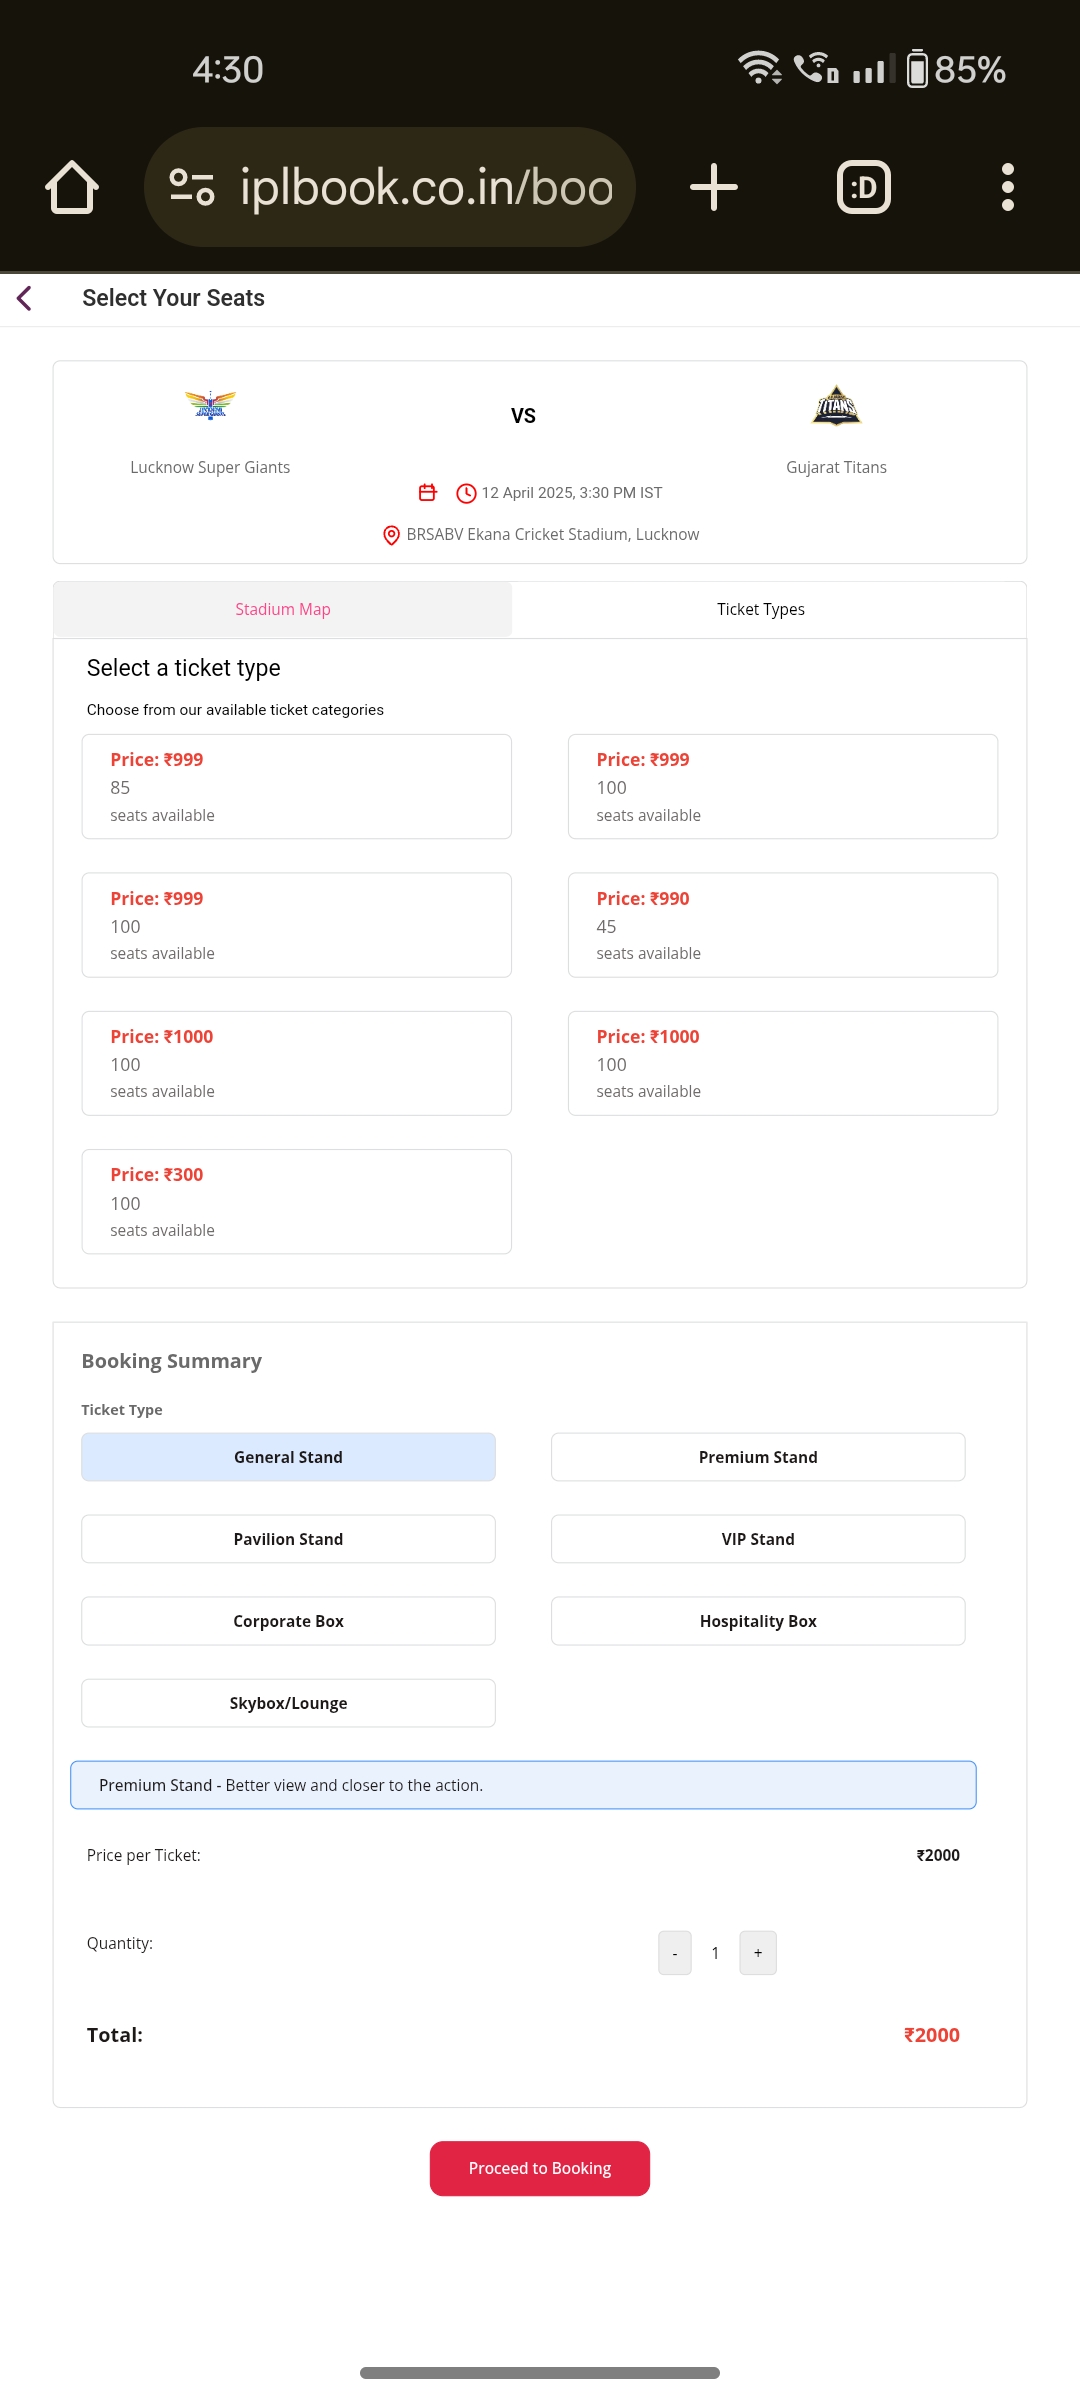 4:30
85%
iplbook.co.in/boo
:D
Select Your Seats
VS
TITANS
Lucknow Super Giants
Gujarat Titans
12 April 2025, 3:30 PM IST
BRSABV Ekana Cricket Stadium, Lucknow
Stadium Map
Ticket Types
Select a ticket type
Choose from our available ticket categories
Price: ₹999
85
seats available
Price: ₹999
100
seats available
Price: ₹999
100
seats available
Price: ₹990
45
seats available
Price: ₹1000
100
seats available
Price: ₹1000
100
seats available
Price: ₹300
100
seats available
Booking Summary
Ticket Type
General Stand
Premium Stand
Pavilion Stand
VIP Stand
Corporate Box
Hospitality Box
Skybox/Lounge
Premium Stand - Better view and closer to the action.
Price per Ticket:
₹2000
Quantity:
- 1 +
Total:
₹2000
Proceed to Booking